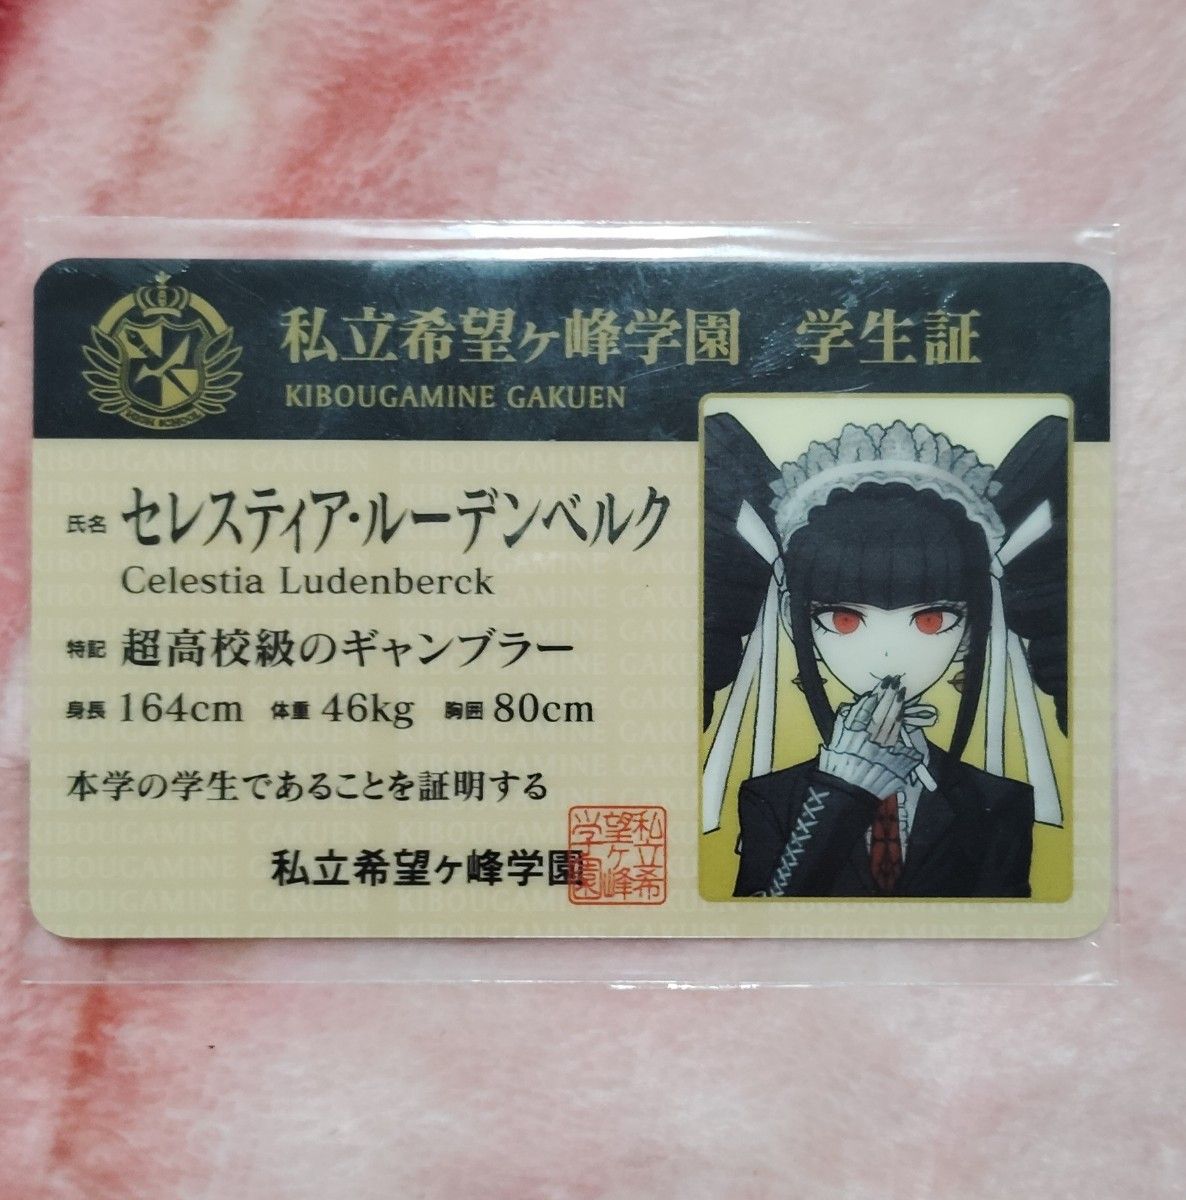 私立希望ヶ峰学園 学生証
KIBOUGAMINE GAKUEN
氏名 セレスティア・ルーデンベルク
Celestia Ludenberck
特記 超高校級のギャンブラー
身長 164cm 体重 46kg 胸囲 80cm
本学の学生であることを証明する
私立希望ヶ峰学園
私立希望ヶ峰学園